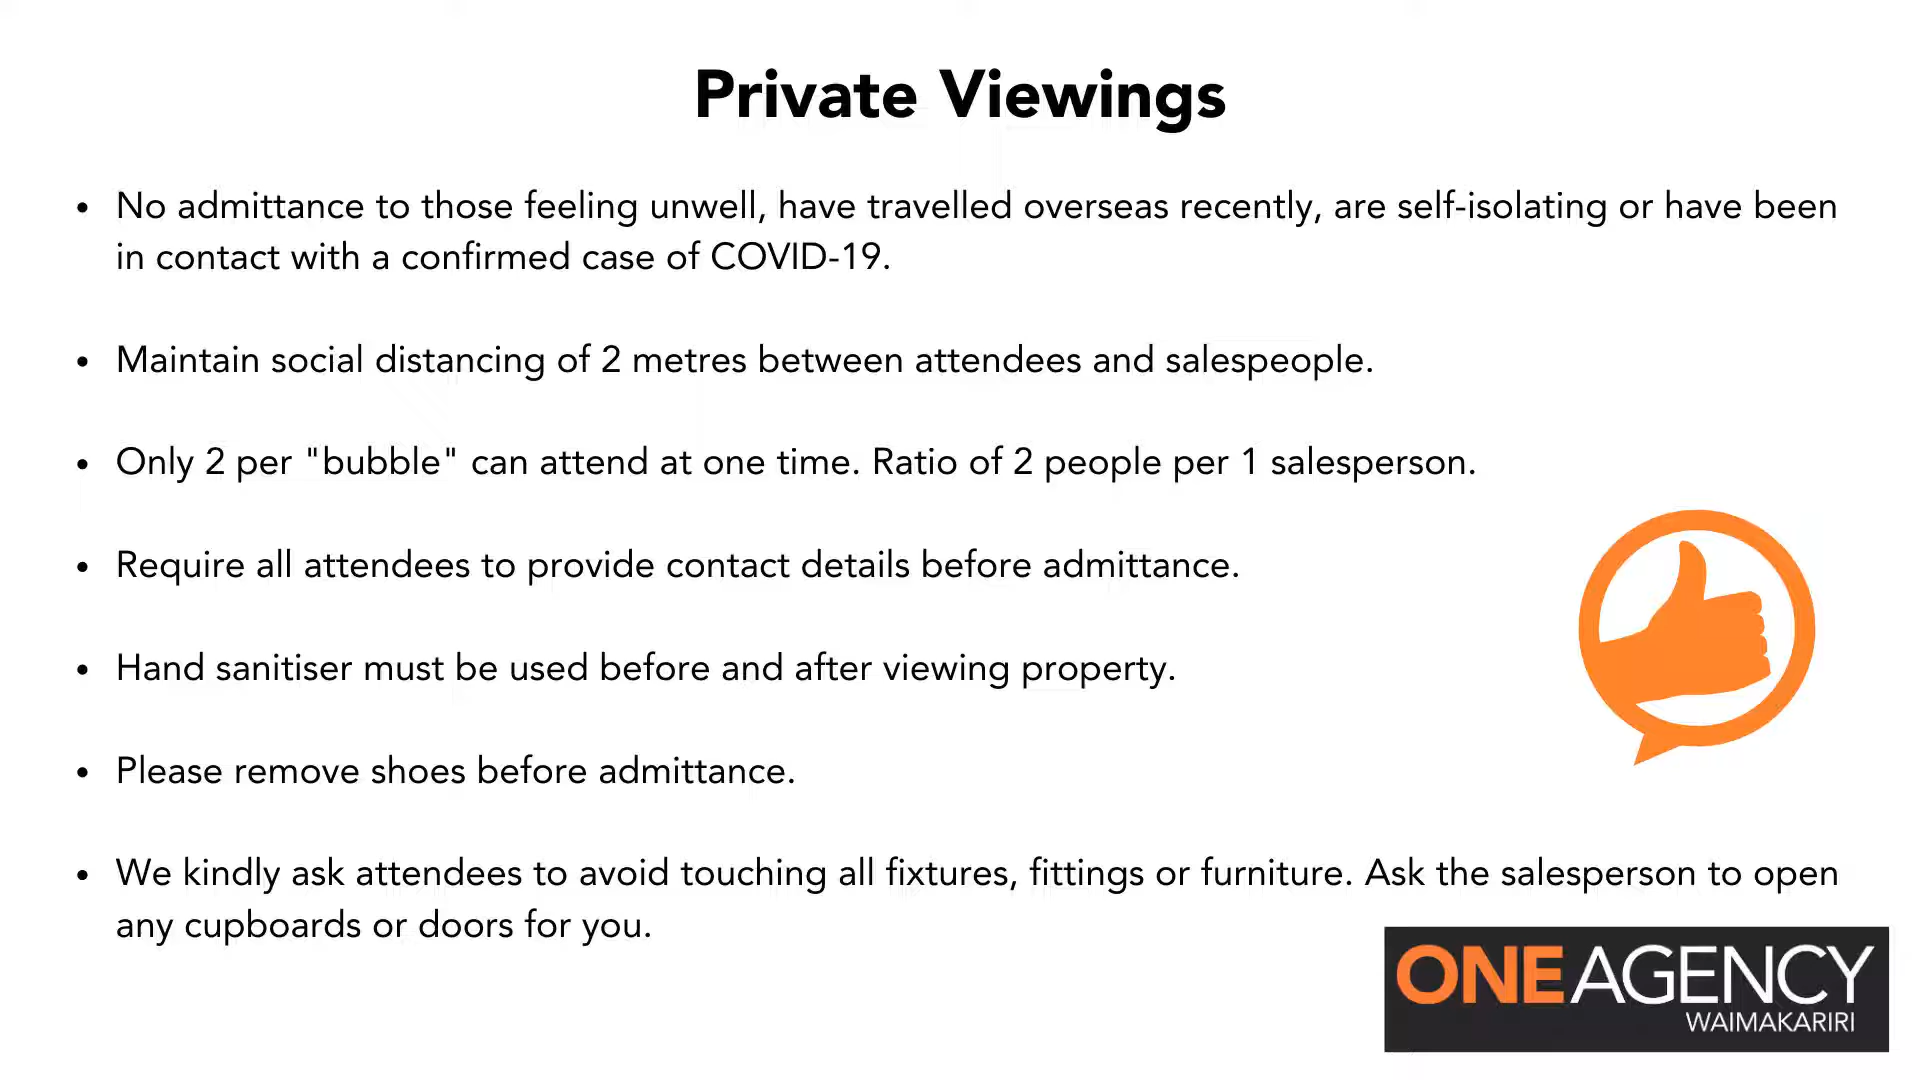 Private Viewings
• No admittance to those feeling unwell, have travelled overseas recently, are self-isolating or have been
in contact with a confirmed case of COVID-19.
• Maintain social distancing of 2 metres between attendees and salespeople.
• Only 2 per "bubble" can attend at one time. Ratio of 2 people per 1 salesperson.
• Require all attendees to provide contact details before admittance.
• Hand sanitiser must be used before and after viewing property.
• Please remove shoes before admittance.
• We kindly ask attendees to avoid touching all fixtures, fittings or furniture. Ask the salesperson to open
any cupboards or doors for you.
ONE AGENCY
WAIMAKARIRI